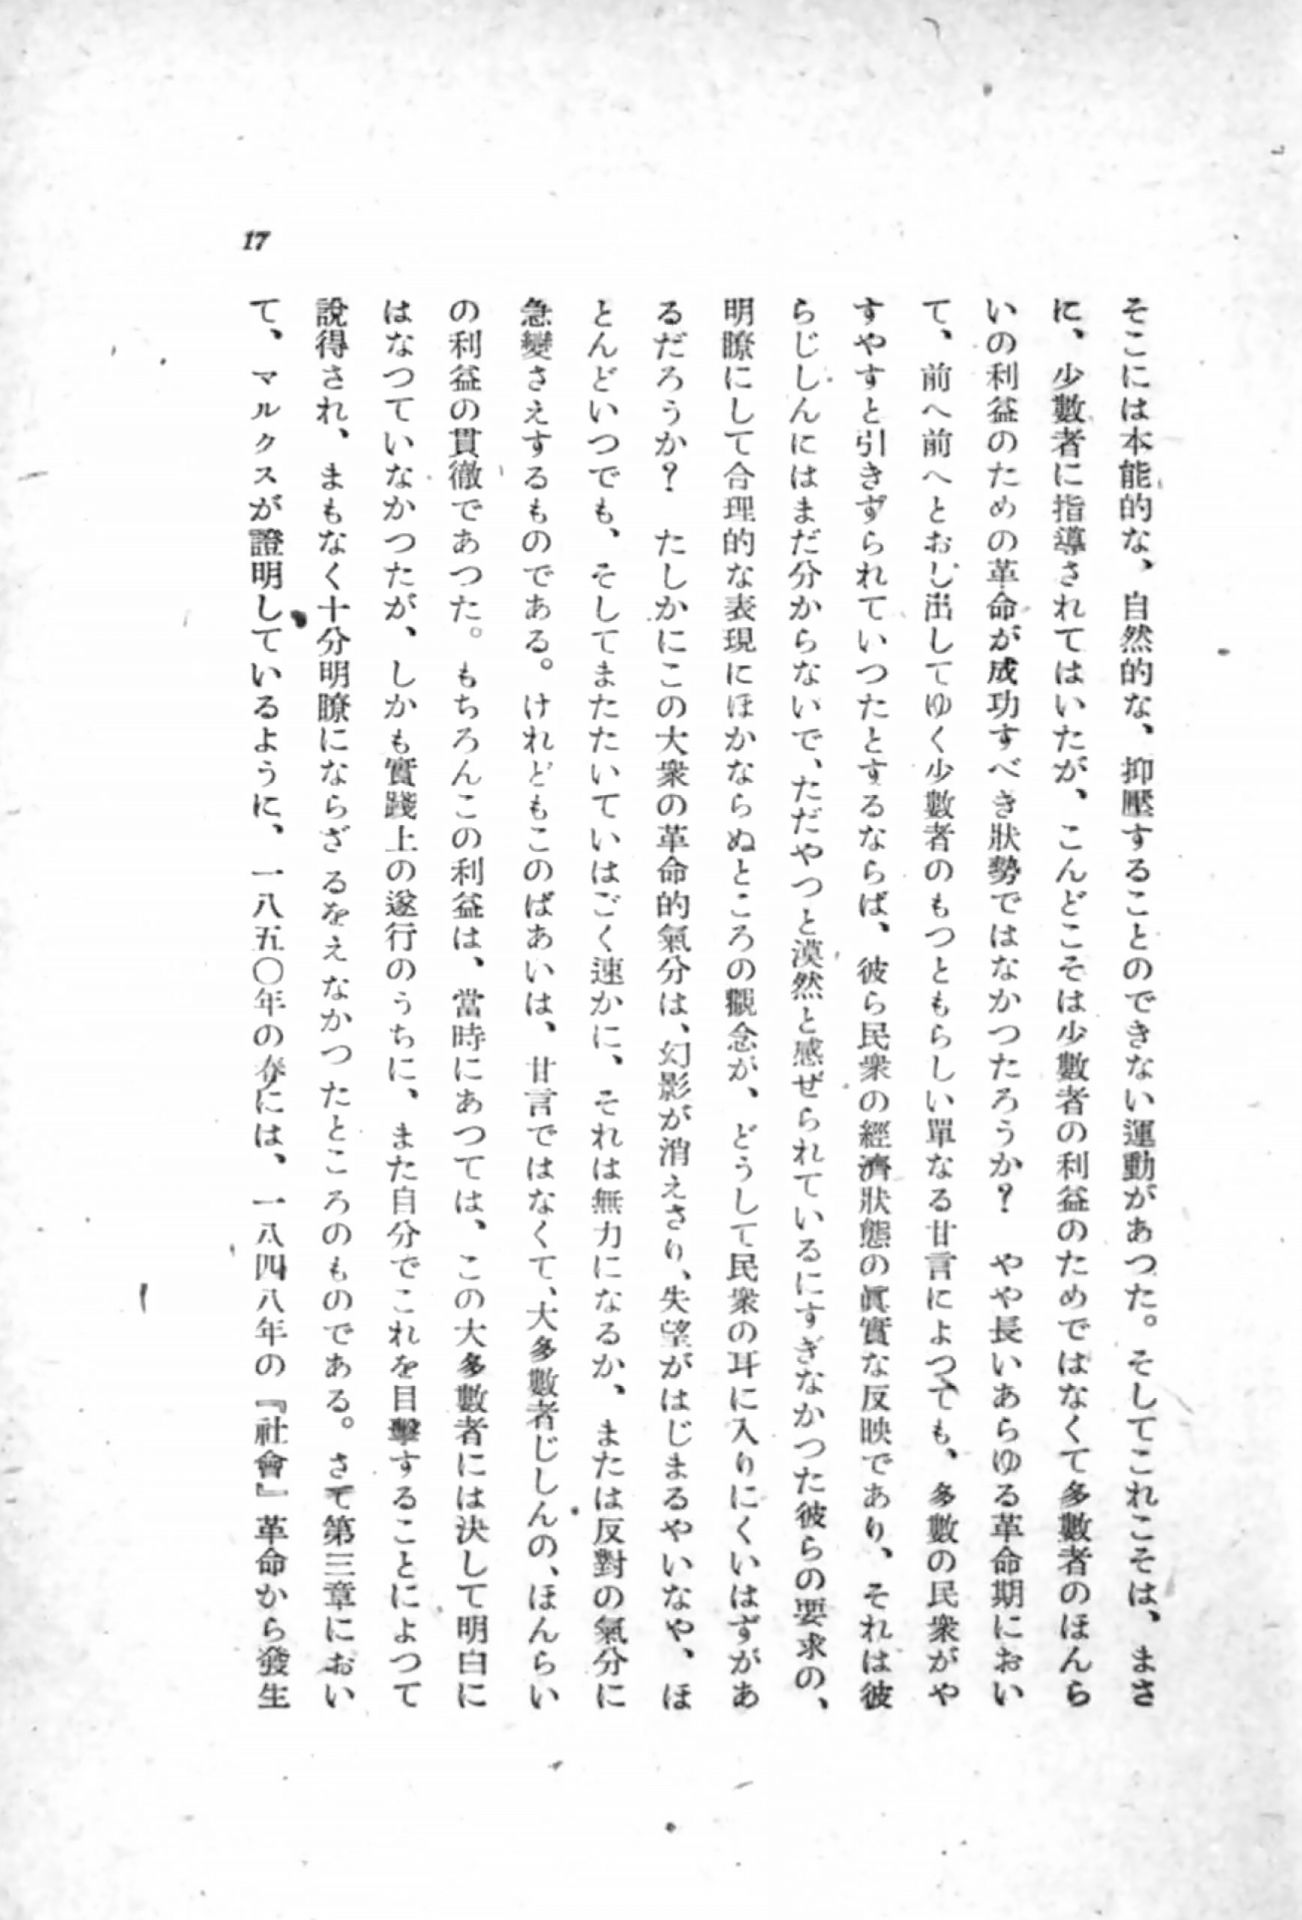 17
そこには本能的な、自然的な、抑壓することのできない運動があつた。そしてこれこそは、まさ
に、少數者に指導されてはいたが、こんどこそは少數者の利益のためではなくて多數者のほんら
いの利益のための革命が成功すべき狀勢ではなかつたろうか？　やや長いあらゆる革命期におい
て、前へ前へとおし出してゆく少數者のもつともらしい單なる甘言によつても、多數の民衆がや
すやすと引きずられていつたとするならば、彼ら民衆の經濟狀態の眞實な反映であり、それは彼
らじしんにはまだ分からないで、ただやつと漠然と感ぜられているにすぎなかつた彼らの要求の、
明瞭にして合理的な表現にほかならぬところの觀念が、どうして民衆の耳に入りにくいはずがあ
るだろうか？　たしかにこの大衆の革命的氣分は、幻影が消えさり、失望がはじまるやいなや、ほ
とんどいつでも、そしてまたたいていはごく速かに、それは無力になるか、または反對の氣分に
急變さえするものである。けれどもこのばあいは、甘言ではなくて、大多數者じしんの、ほんらい
の利益の貫徹であつた。もちろんこの利益は、當時にあつては、この大多數者には決して明白に
はなつていなかつたが、しかも實踐上の遂行のうちに、また自分でこれを目擊することによつて
說得され、まもなく十分明瞭にならざるをえなかつたところのものである。さて第三章におい
て、マルクスが證明しているように、一八五〇年の春には、一八四八年の『社會』革命から發生